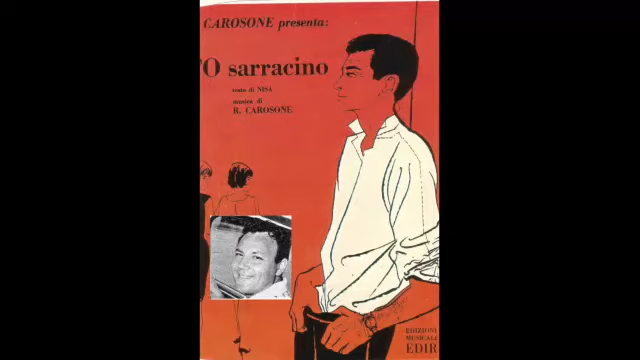 CAROSONE presenta:
'O sarracino
testo di NISA
musica di
R. CAROSONE
EDIZIONI
MUSICALI
EDIR